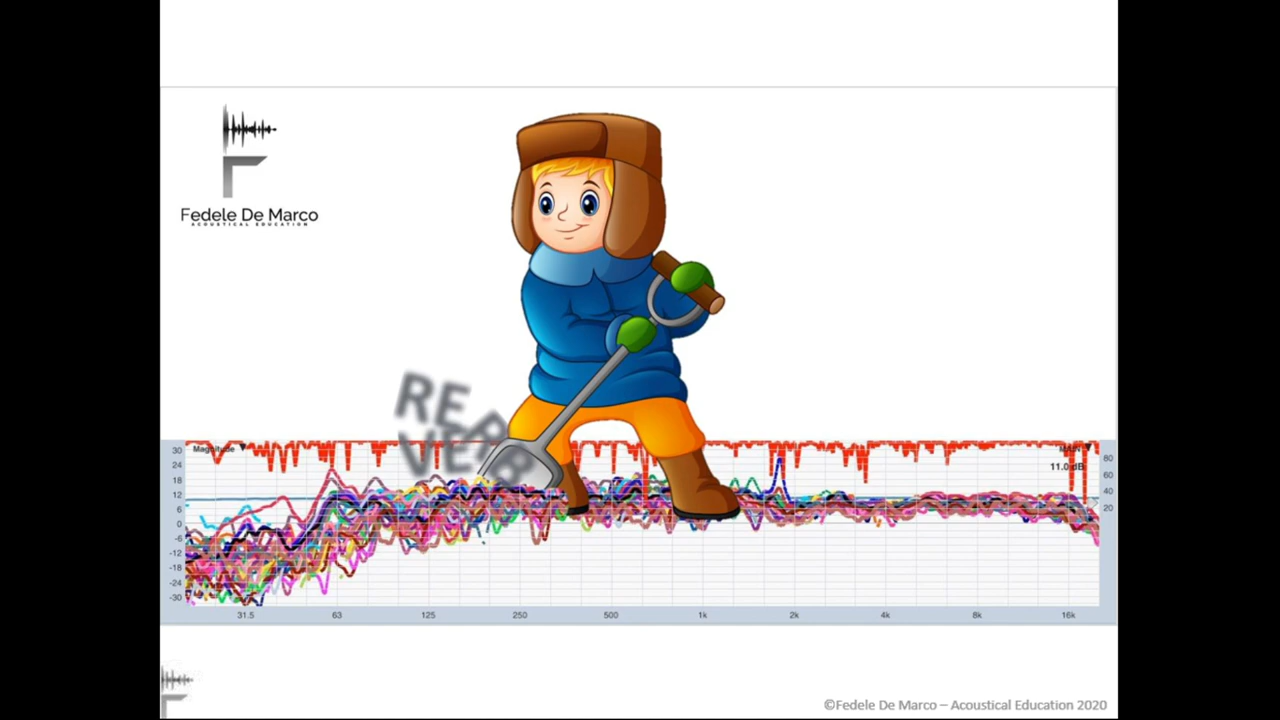 Fedele De Marco
ACOUSTICAL EDUCATION
RE
VERB
Magnitude
11.0 dB
30
24
18
12
6
0
-6
-12
-18
-24
-30
80
60
40
20
31.5 63 125 250 500 1k 2k 4k 8k 16k
©Fedele De Marco – Acoustical Education 2020